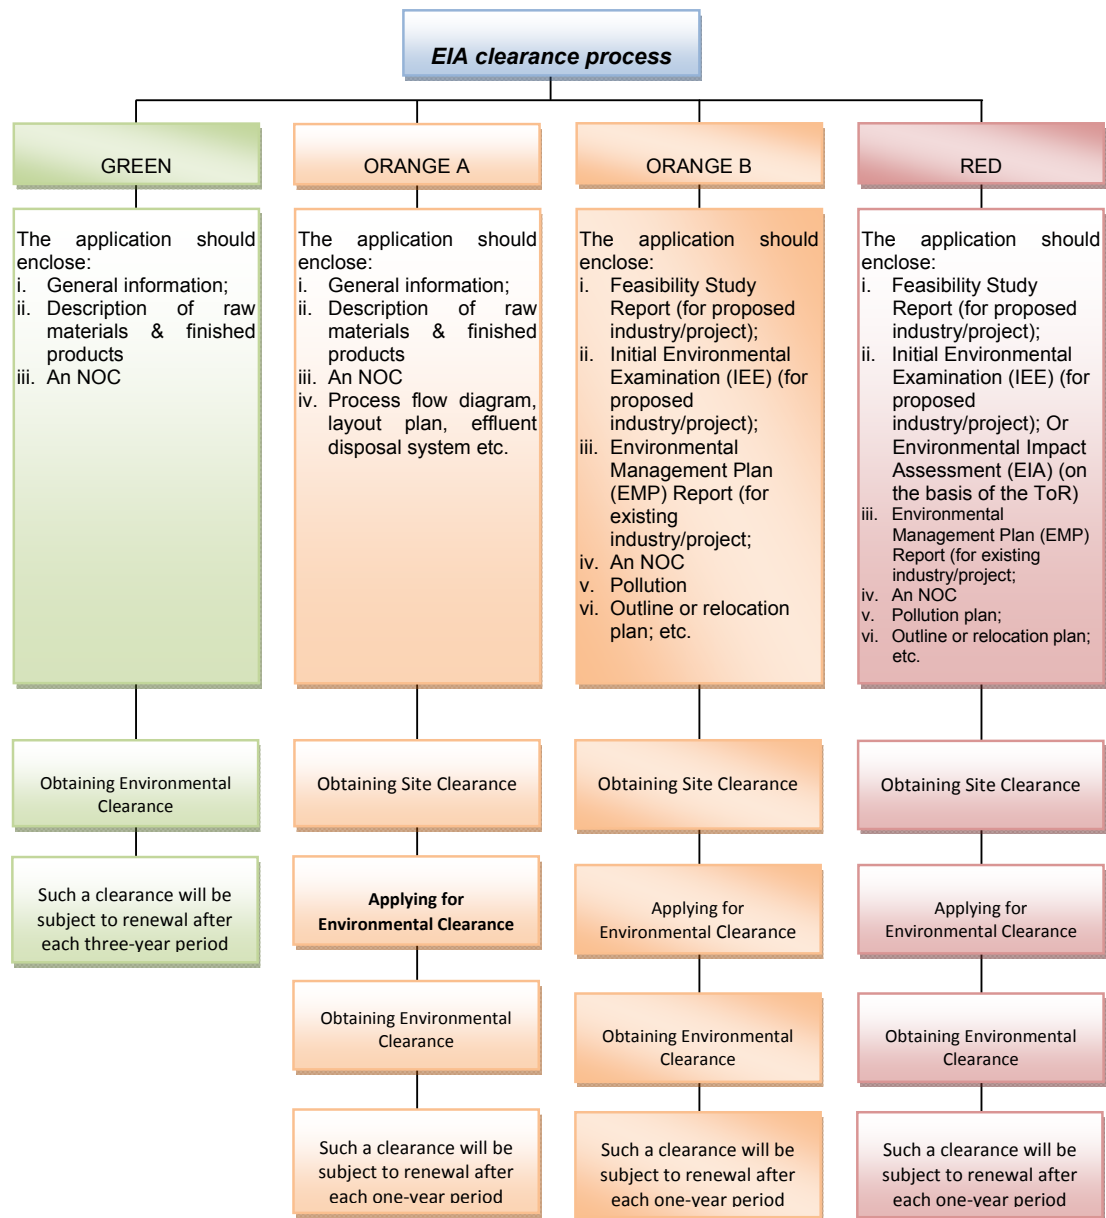 EIA clearance process
GREEN
The application should
enclose:
i. General information;
ii. Description of raw
materials & finished
products
iii. An NOC
Obtaining Environmental
Clearance
Such a clearance will be
subject to renewal after
each three-year period
ORANGE A
The application should
enclose:
i. General information;
ii. Description of raw
materials & finished
products
iii. An NOC
iv. Process flow diagram,
layout plan, effluent
disposal system etc.
Obtaining Site Clearance
Applying for
Environmental Clearance
Obtaining Environmental
Clearance
Such a clearance will be
subject to renewal after
each one-year period
ORANGE B
The application should
enclose:
i. Feasibility Study
Report (for proposed
industry/project);
ii. Initial Environmental
Examination (IEE) (for
proposed
industry/project);
iii. Environmental
Management Plan
(EMP) Report (for
existing
industry/project;
iv. An NOC
v. Pollution
vi. Outline or relocation
plan; etc.
Obtaining Site Clearance
Applying for
Environmental Clearance
Obtaining Environmental
Clearance
Such a clearance will be
subject to renewal after
each one-year period
RED
The application should
enclose:
i. Feasibility Study
Report (for proposed
industry/project);
ii. Initial Environmental
Examination (IEE) (for
proposed
industry/project); Or
Environmental Impact
Assessment (EIA) (on
the basis of the ToR)
iii. Environmental
Management Plan (EMP)
Report (for existing
industry/project;
iv. An NOC
v. Pollution plan;
vi. Outline or relocation plan;
etc.
Obtaining Site Clearance
Applying for
Environmental Clearance
Obtaining Environmental
Clearance
Such a clearance will be
subject to renewal after
each one-year period